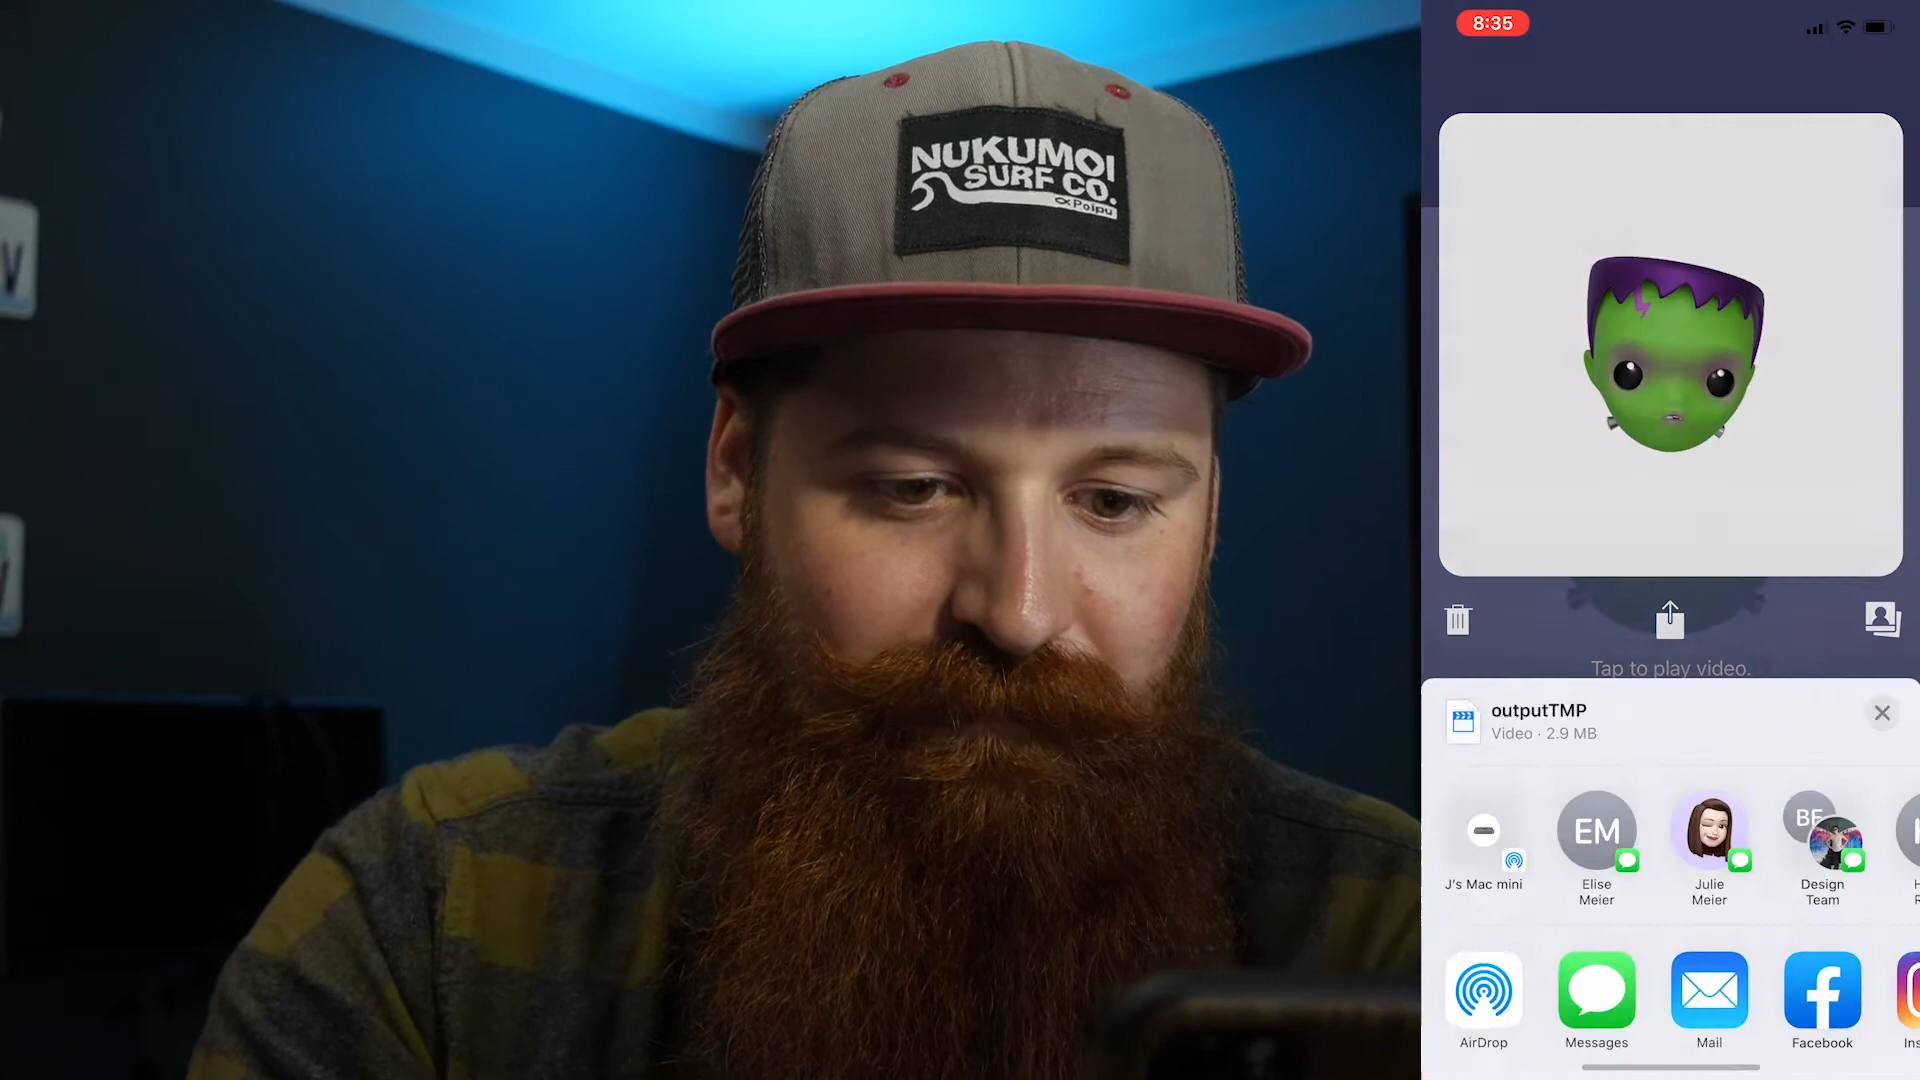 NUKUMOI
SURF CO.
Poipu
V
8:35
Tap to play video.
outputTMP
Video · 2.9 MB
BE
EM
J's Mac mini
Elise
Meier
Julie
Meier
Design
Team
AirDrop
Messages
Mail
Facebook